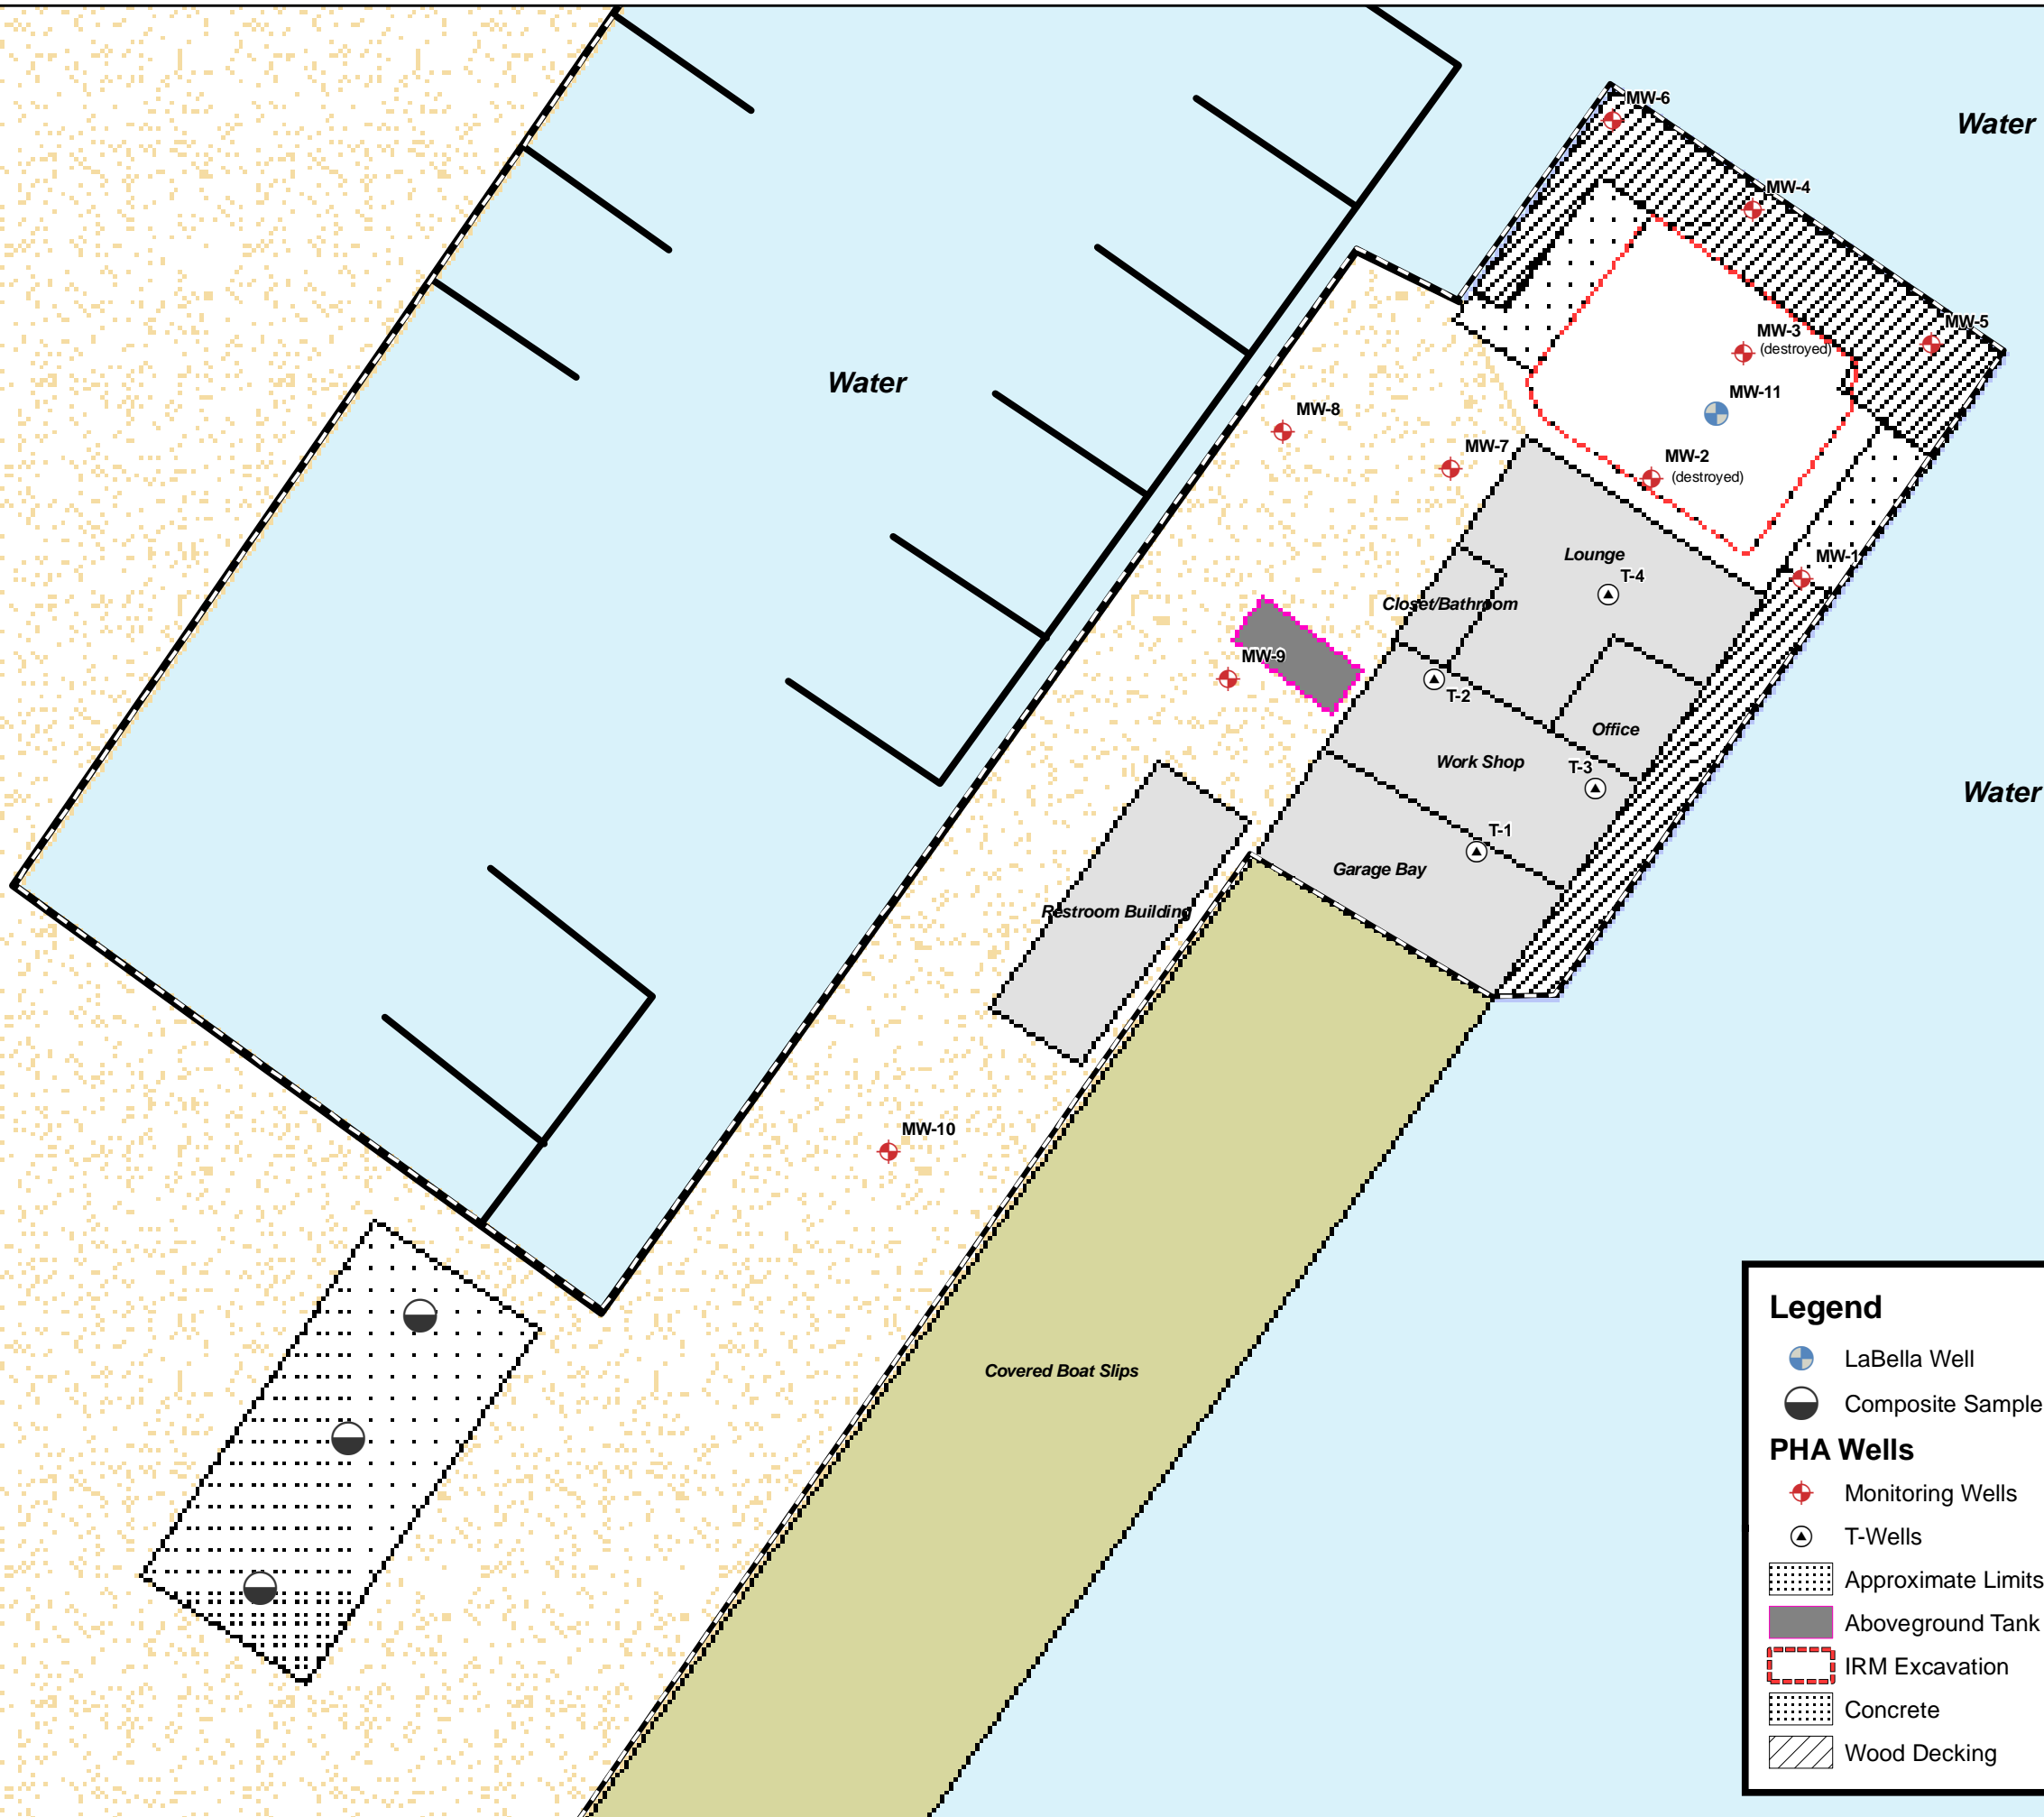 MW-6
Water
MW-4
MW-5
MW-3
(destroyed)
Water
MW-11
MW-8
MW-7
MW-2
(destroyed)
Lounge
MW-1
T-4
Closet/Bathroom
MW-9
T-2
Office
Work Shop
T-3
Water
T-1
Garage Bay
Restroom Building
MW-10
Covered Boat Slips
Legend
LaBella Well
Composite Sample
PHA Wells
Monitoring Wells
T-Wells
Approximate Limits
Aboveground Tank
IRM Excavation
Concrete
Wood Decking